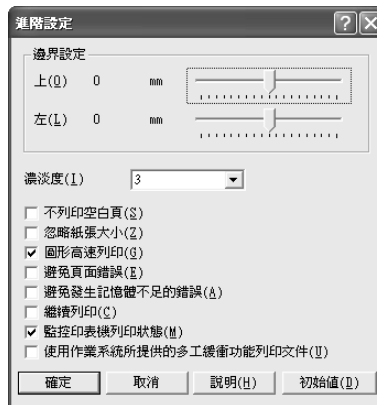 進階設定
邊界設定
上(O) 0 mm
左(L) 0 mm
濃淡度(I) 3
不列印空白頁(S)
忽略紙張大小(Z)
圖形高速列印(G)
避免頁面錯誤(E)
避免發生記憶體不足的錯誤(A)
繼續列印(C)
監控印表機列印狀態(M)
使用作業系統所提供的多工緩衝功能列印文件(U)
確定 取消 說明(H) 初始值(D)